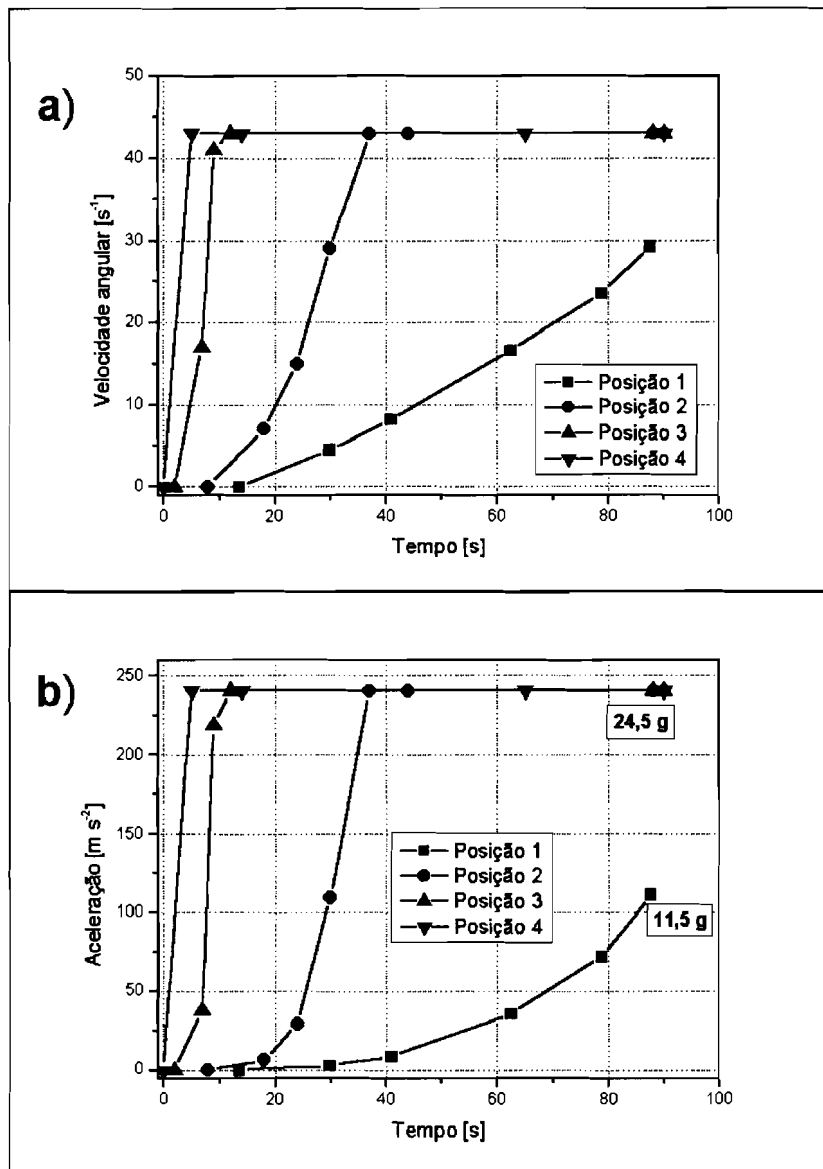 a)
50
40
30
20
10
0
Velocidade angular [s⁻¹]
Posição 1
Posição 2
Posição 3
Posição 4
0 20 40 60 80 100
Tempo [s]
b)
250
200
150
100
50
0
Aceleração [m s⁻²]
24,5 g
Posição 1
Posição 2
Posição 3
Posição 4
11,5 g
0 20 40 60 80 100
Tempo [s]